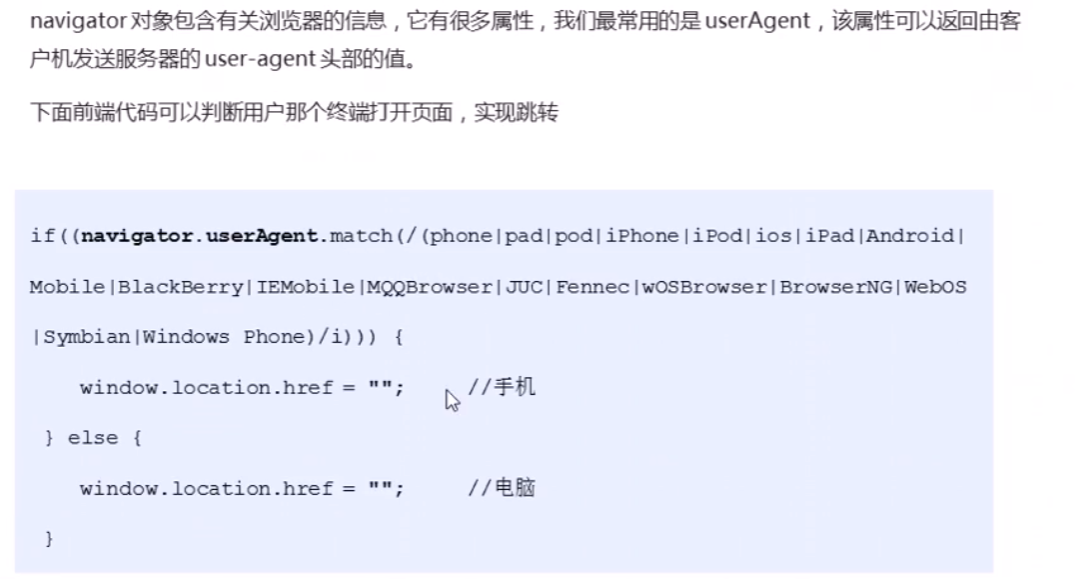 navigator 对象包含有关浏览器的信息，它有很多属性，我们最常用的是 userAgent，该属性可以返回由客
户机发送服务器的 user-agent 头部的值。
下面前端代码可以判断用户那个终端打开页面，实现跳转
if((navigator.userAgent.match(/(phone|pad|pod|iPhone|iPod|ios|iPad|Android|
Mobile|BlackBerry|IEMobile|MQQBrowser|JUC|Fennec|wOSBrowser|BrowserNG|WebOS
|Symbian|Windows Phone)/i))) {
window.location.href = ""; //手机
} else {
window.location.href = ""; //电脑
}